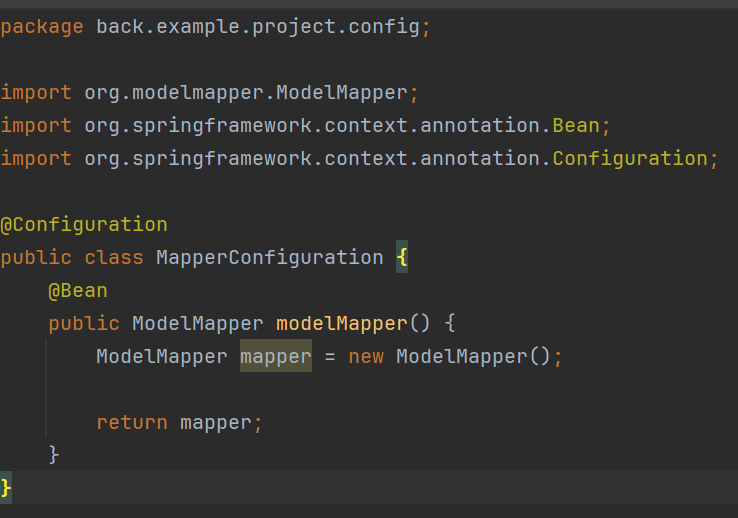 package back.example.project.config;
import org.modelmapper.ModelMapper;
import org.springframework.context.annotation.Bean;
import org.springframework.context.annotation.Configuration;
@Configuration
public class MapperConfiguration {
@Bean
public ModelMapper modelMapper() {
ModelMapper mapper = new ModelMapper();
return mapper;
}
}